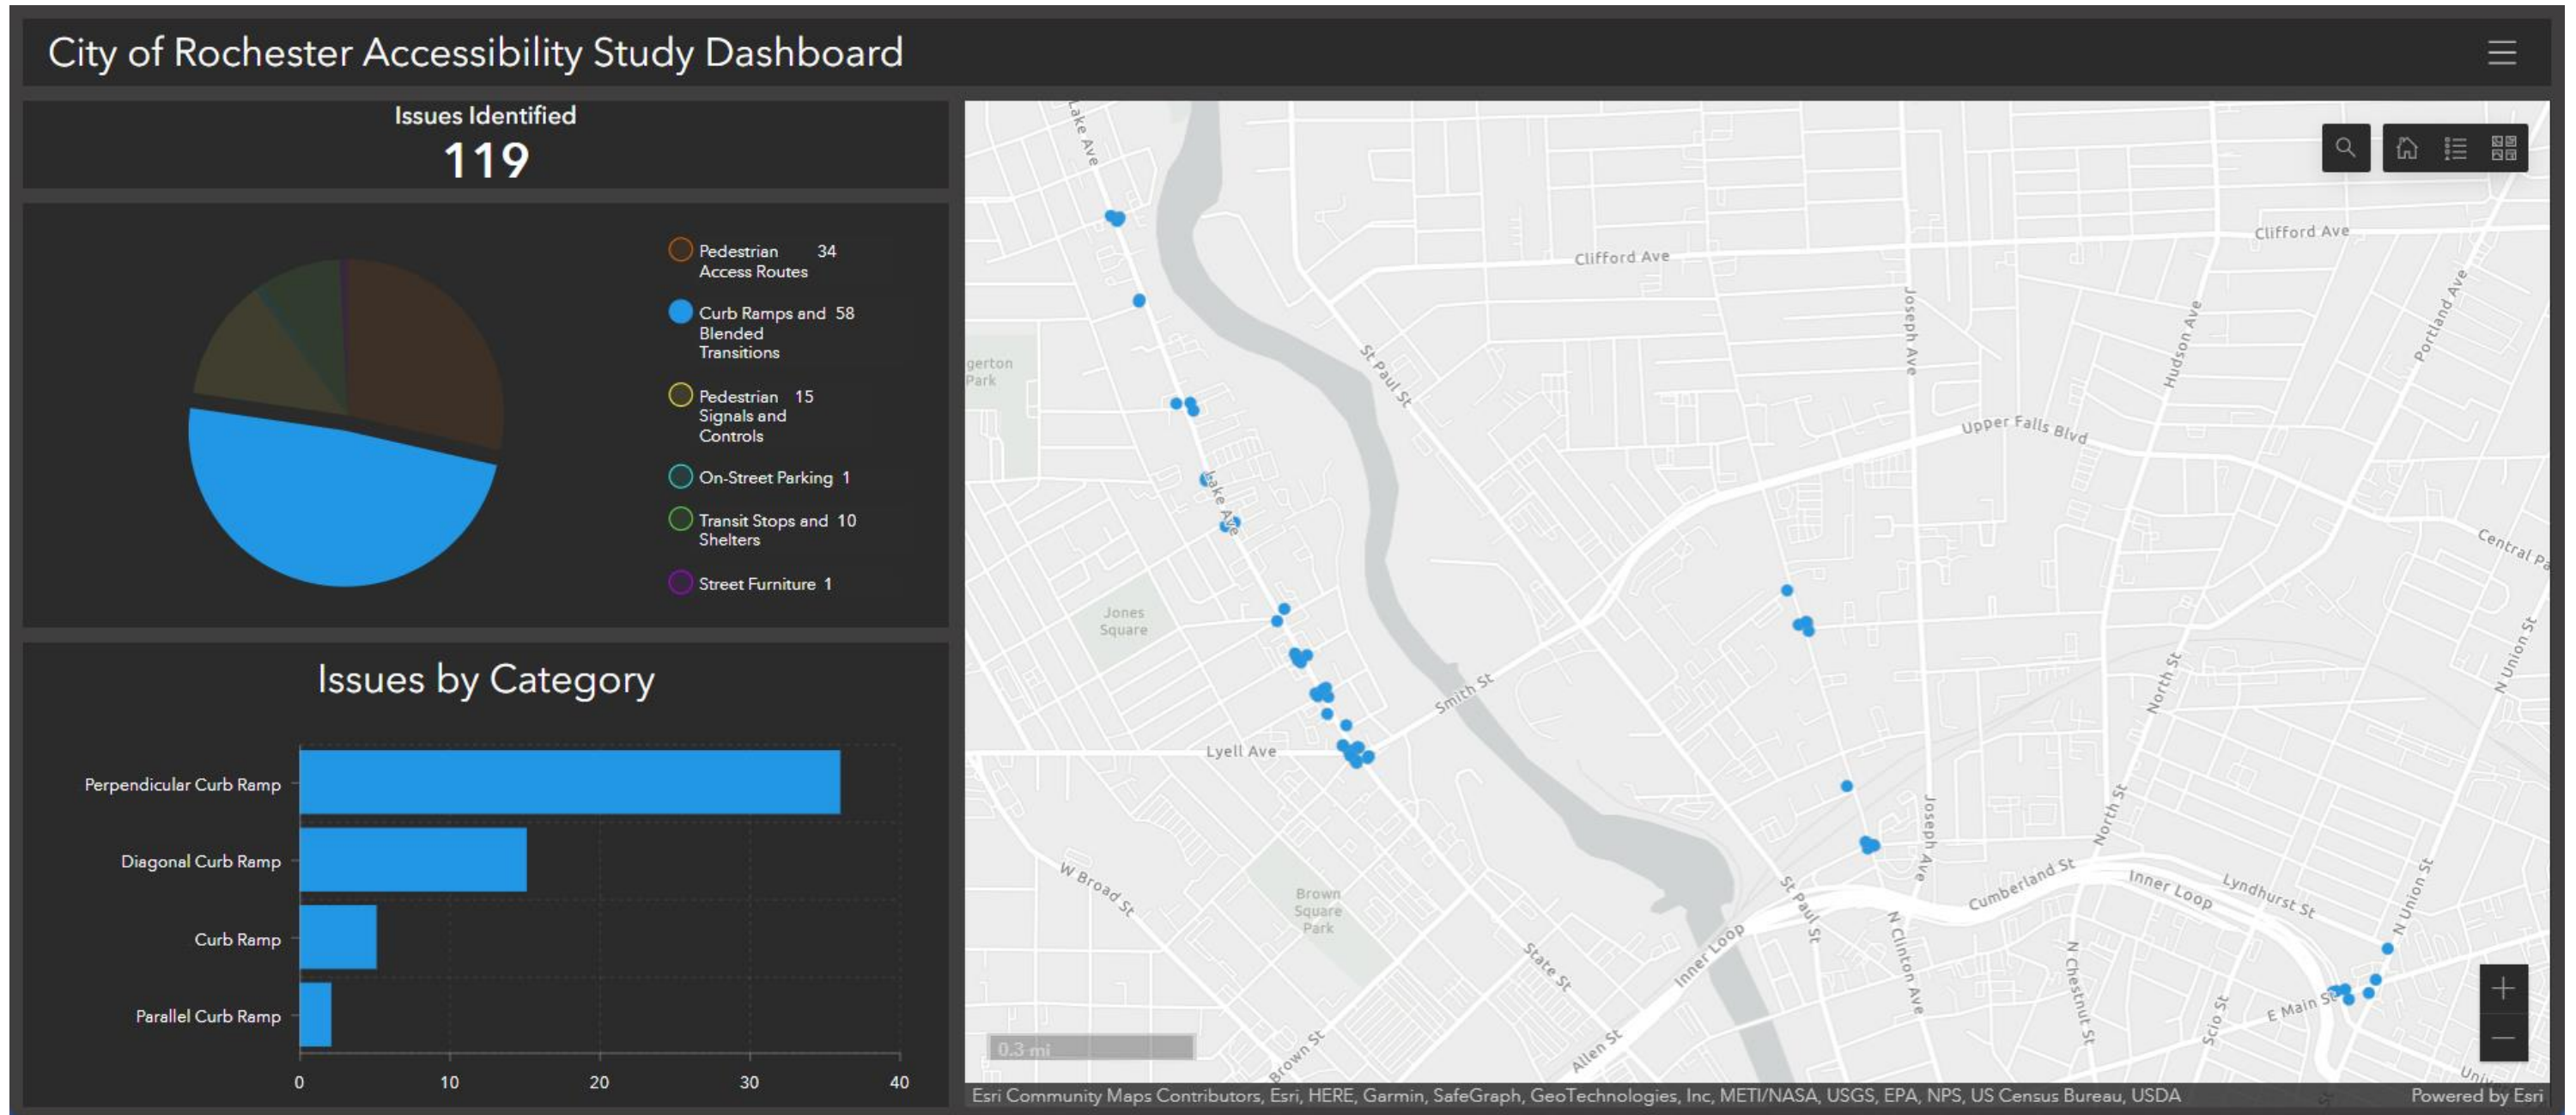 City of Rochester Accessibility Study Dashboard
Issues Identified
119
Pedestrian 34
Access Routes
Curb Ramps and 58
Blended
Transitions
Pedestrian 15
Signals and
Controls
On-Street Parking 1
Transit Stops and 10
Shelters
Street Furniture 1
Issues by Category
Perpendicular Curb Ramp
Diagonal Curb Ramp
Curb Ramp
Parallel Curb Ramp
0 10 20 30 40
Lake Ave
Clifford Ave
Clifford Ave
gerton
Park
St Paul St
Joseph Ave
Hudson Ave
Portland Ave
Upper Falls Blvd
Lake Ave
Central Pa
Jones
Square
Smith St
North St
N Union St
Lyell Ave
Joseph Ave
North St
W Broad St
Brown
Square
Park
St Paul St
Cumberland St
Inner Loop
Lyndhurst St
N Union St
State St
Inner Loop
N Clinton Ave
N Chestnut St
Scio St
E Main St
0.3 mi
Brown St
Allen St
Esri Community Maps Contributors, Esri, HERE, Garmin, SafeGraph, GeoTechnologies, Inc, METI/NASA, USGS, EPA, NPS, US Census Bureau, USDA
Powered by Esri